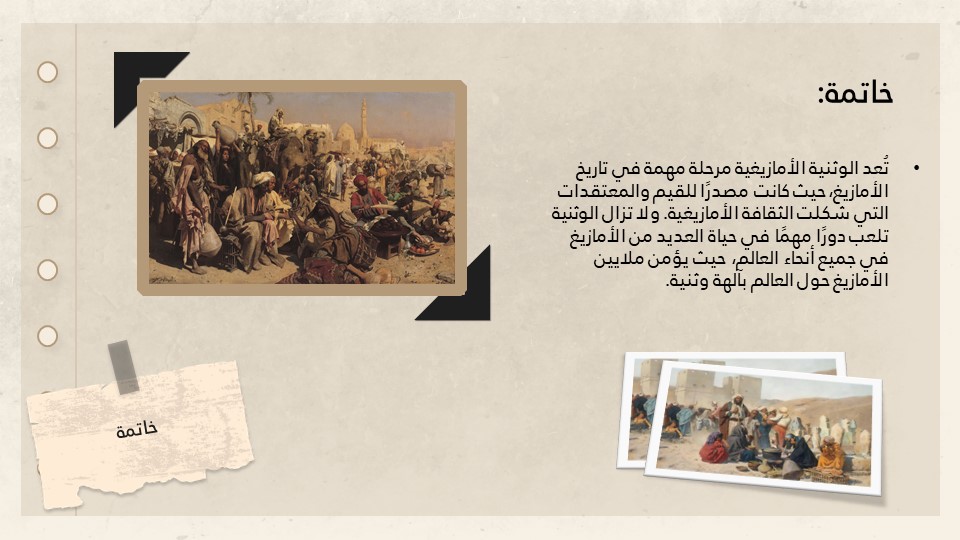 خاتمة:
• تُعد الوثنية الأمازيغية مرحلة مهمة في تاريخ
الأمازيغ، حيث كانت مصدرًا للقيم والمعتقدات
التي شكلت الثقافة الأمازيغية. ولا تزال الوثنية
تلعب دورًا مهمًا في حياة العديد من الأمازيغ
في جميع أنحاء العالم، حيث يؤمن ملايين
الأمازيغ حول العالم بآلهة وثنية.
خاتمة